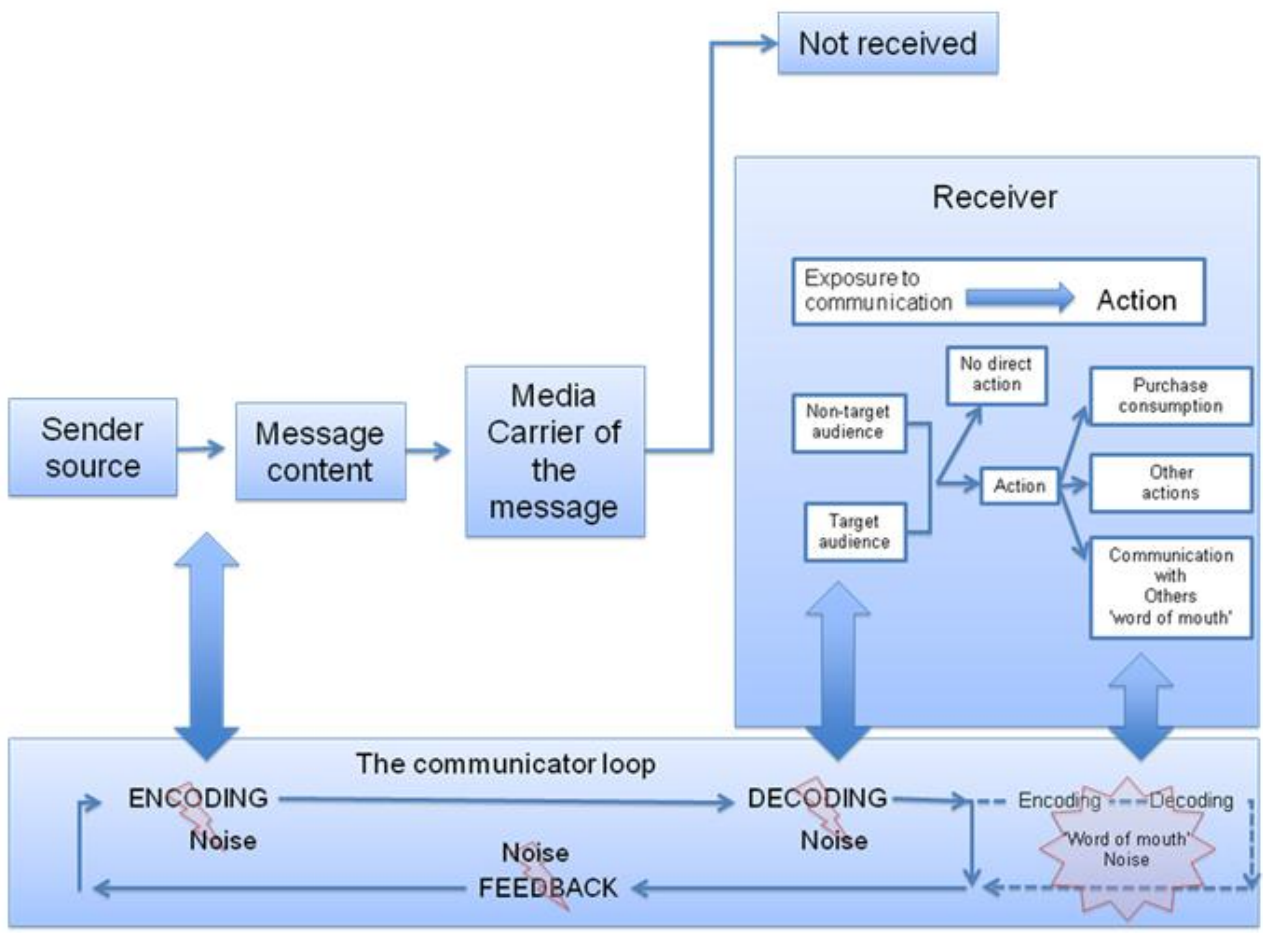 Not received
Receiver
Exposure to
communication
Action
No direct
action
Purchase
consumption
Non-target
audience
Action
Other
actions
Target
audience
Communication
with
Others
'word of mouth'
Sender
source
Message
content
Media
Carrier of
the
message
The communicator loop
ENCODING
Noise
DECODING
Noise
Encoding
Decoding
'Word of mouth'
Noise
Noise
FEEDBACK